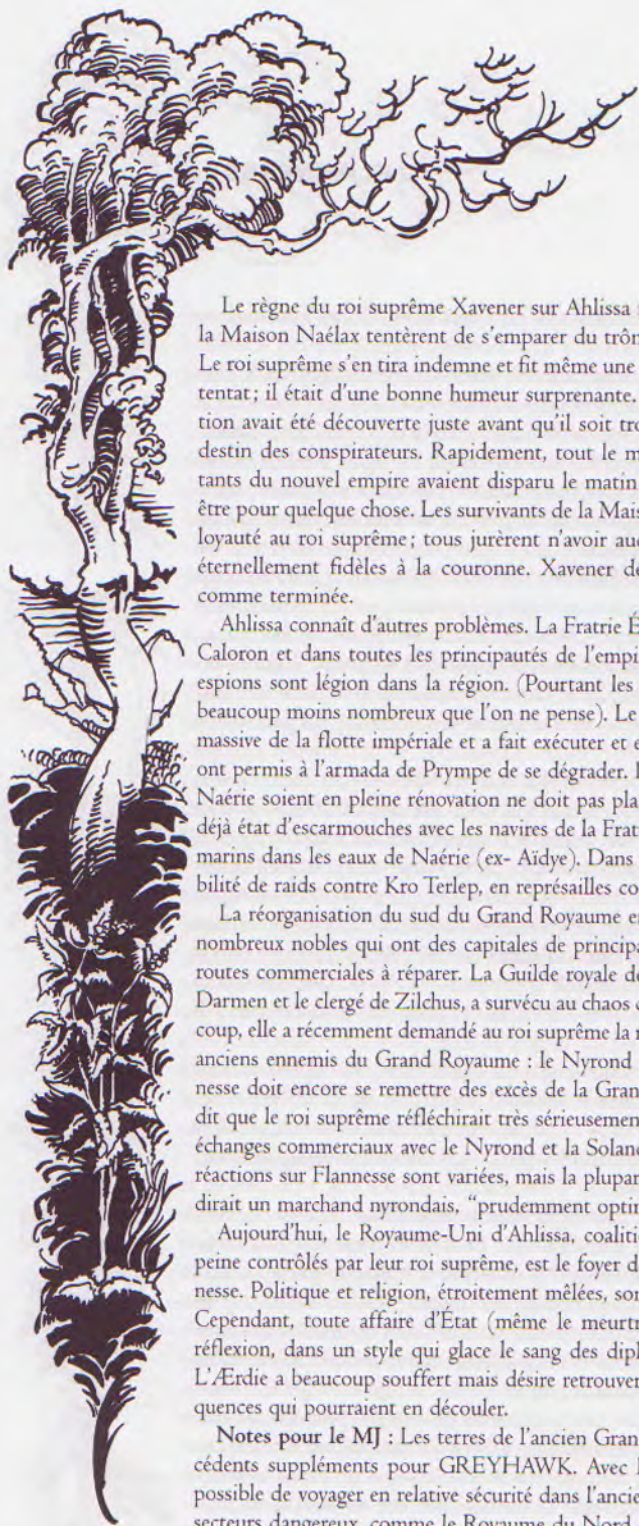 Le règne du roi suprême Xavener sur Ahlissa
la Maison Naélax tentèrent de s'emparer du trôn
Le roi suprême s'en tira indemne et fit même une
tentat ; il était d'une bonne humeur surprenante.
tion avait été découverte juste avant qu'il soit tro
destin des conspirateurs. Rapidement, tout le m
tants du nouvel empire avaient disparu le matin
être pour quelque chose. Les survivants de la Mais
loyauté au roi suprême ; tous jurèrent n'avoir auc
éternellement fidèles à la couronne. Xavener de
comme terminée.
Ahlissa connaît d'autres problèmes. La Fratrie É
Caloron et dans toutes les principautés de l'empi
espions sont légion dans la région. (Pourtant les
beaucoup moins nombreux que l'on ne pense). Le
massive de la flotte impériale et a fait exécuter et e
ont permis à l'armada de Prympe de se dégrader.
Naérie soient en pleine rénovation ne doit pas pla
déjà état d'escarmouches avec les navires de la Frat
marins dans les eaux de Naérie (ex- Aïdye). Dans
bilité de raids contre Kro Terlep, en représailles co
La réorganisation du sud du Grand Royaume e
nombreux nobles qui ont des capitales de principa
routes commerciales à réparer. La Guilde royale de
Darmen et le clergé de Zilchus, a survécu au chaos
coup, elle a récemment demandé au roi suprême la
anciens ennemis du Grand Royaume : le Nyrond
nesse doit encore se remettre des excès de la Gran
dit que le roi suprême réfléchirait très sérieusemen
échanges commerciaux avec le Nyrond et la Solan
réactions sur Flannesse sont variées, mais la plupar
dirait un marchand nyrondais, “prudemment optin
Aujourd'hui, le Royaume-Uni d'Ahlissa, coaliti
peine contrôlés par leur roi suprême, est le foyer d
nesse. Politique et religion, étroitement mêlées, son
Cependant, toute affaire d'État (même le meurtr
réflexion, dans un style qui glace le sang des dipl
L'Ærdie a beaucoup souffert mais désire retrouver
quences qui pourraient en découler.
Notes pour le MJ : Les terres de l'ancien Gran
cédents suppléments pour GREYHAWK. Avec
possible de voyager en relative sécurité dans l'ancie
secteurs dangereux, comme le Royaume du Nord